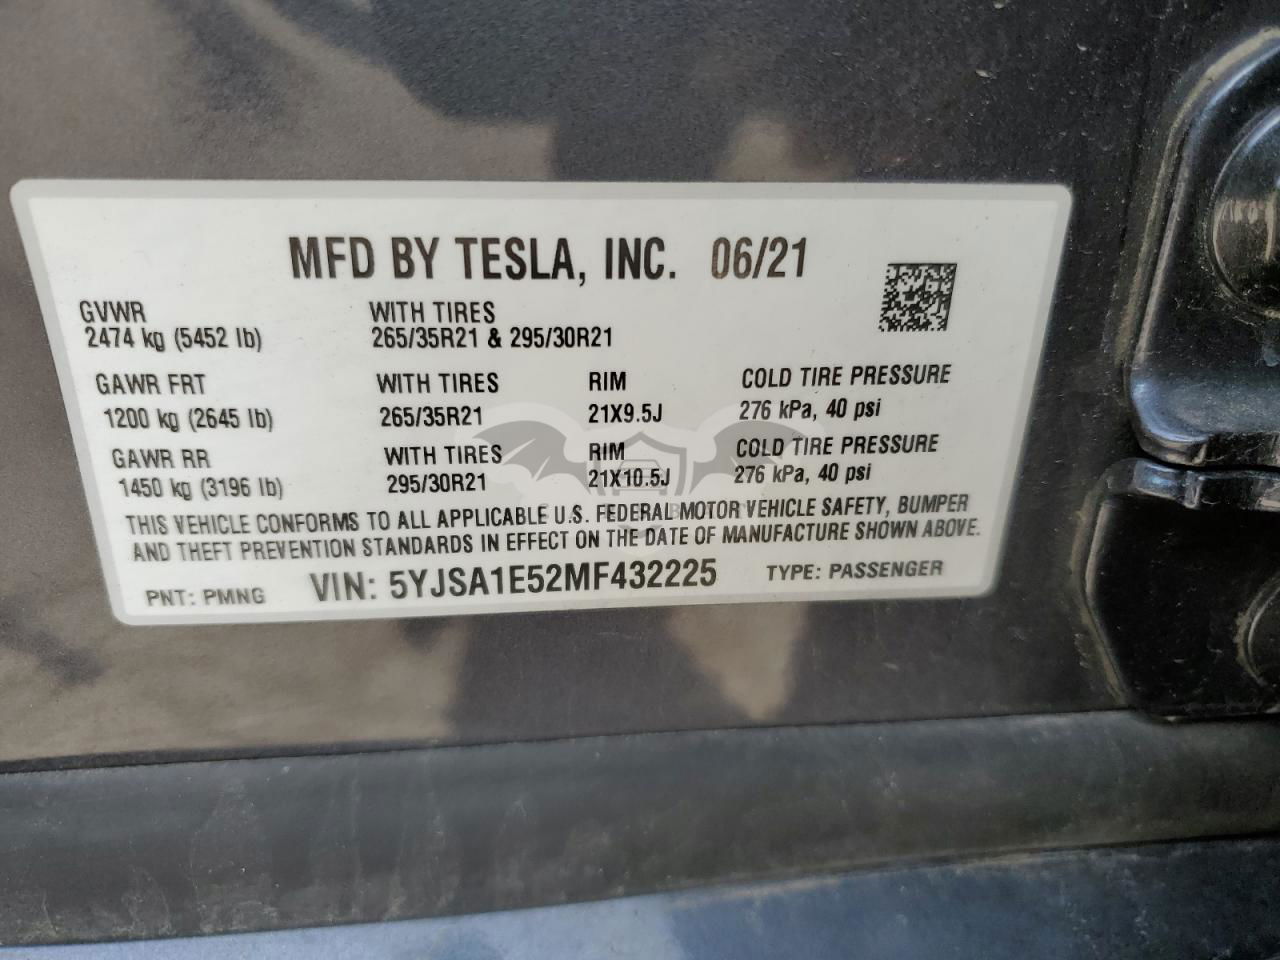 MFD BY TESLA, INC. 06/21
GVWR WITH TIRES
2474 kg (5452 lb) 265/35R21 & 295/30R21
GAWR FRT WITH TIRES RIM COLD TIRE PRESSURE
1200 kg (2645 lb) 265/35R21 21X9.5J 276 kPa, 40 psi
GAWR RR WITH TIRES RIM COLD TIRE PRESSURE
1450 kg (3196 lb) 295/30R21 21X10.5J 276 kPa, 40 psi
THIS VEHICLE CONFORMS TO ALL APPLICABLE U.S. FEDERAL MOTOR VEHICLE SAFETY, BUMPER
AND THEFT PREVENTION STANDARDS IN EFFECT ON THE DATE OF MANUFACTURE SHOWN ABOVE.
PNT: PMNG VIN: 5YJSA1E52MF432225 TYPE: PASSENGER